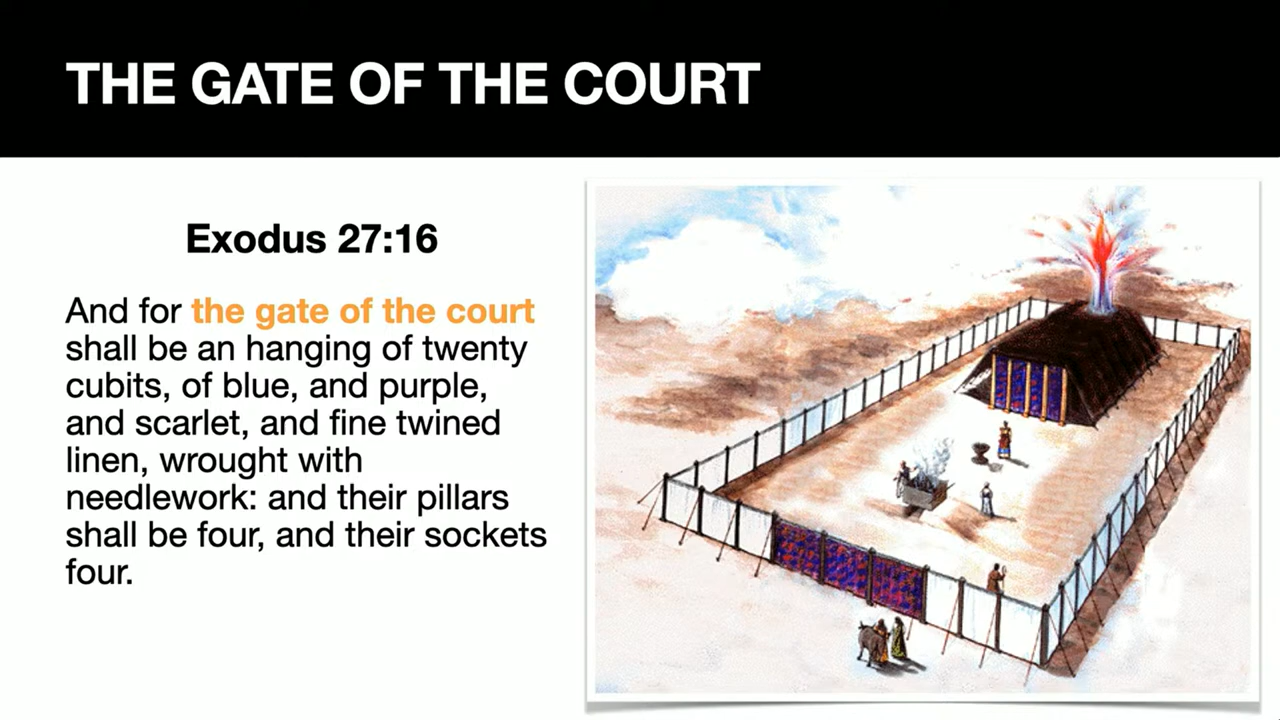 THE GATE OF THE COURT
Exodus 27:16
And for the gate of the court
shall be an hanging of twenty
cubits, of blue, and purple,
and scarlet, and fine twined
linen, wrought with
needlework: and their pillars
shall be four, and their sockets
four.